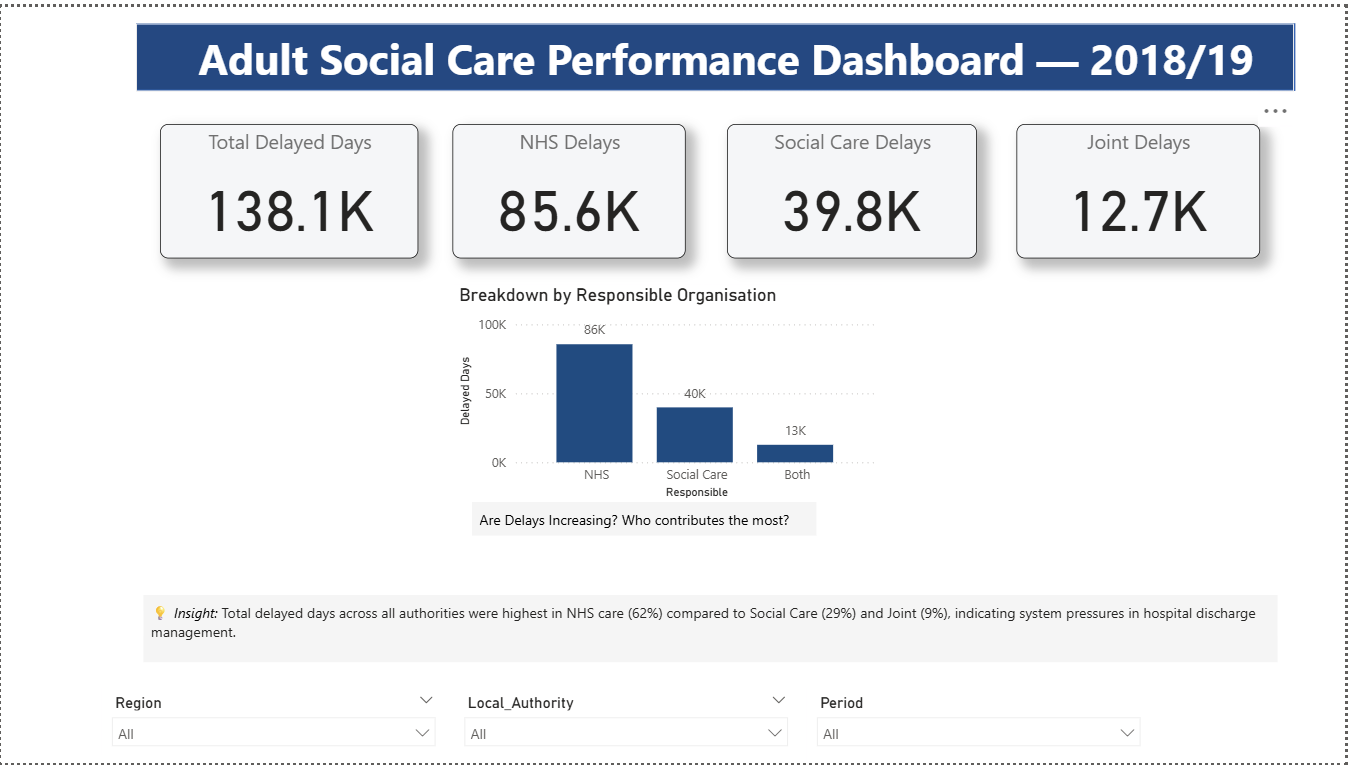 Adult Social Care Performance Dashboard — 2018/19
Total Delayed Days
138.1K
NHS Delays
85.6K
Social Care Delays
39.8K
Joint Delays
12.7K
Breakdown by Responsible Organisation
Delayed Days
100K
50K
0K
86K
40K
13K
NHS
Social Care
Both
Responsible
Are Delays Increasing? Who contributes the most?
💡 Insight: Total delayed days across all authorities were highest in NHS care (62%) compared to Social Care (29%) and Joint (9%), indicating system pressures in hospital discharge
management.
Region
All
Local_Authority
All
Period
All